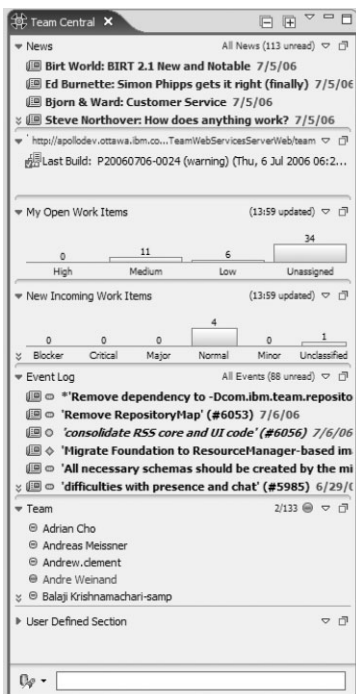 Team Central
News All News (113 unread)
Birt World: BIRT 2.1 New and Notable 7/5/06
Ed Burnette: Simon Phipps gets it right (finally) 7/5/06
Bjorn & Ward: Customer Service 7/5/06
Steve Northover: How does anything work? 7/5/06
http://apollodev.ottawa.ibm.co...TeamWebServicesServerWeb/team
Last Build: P20060706-0024 (warning) (Thu, 6 Jul 2006 06:2...
My Open Work Items (13:59 updated)
0 11 6 34
High Medium Low Unassigned
New Incoming Work Items (13:59 updated)
0 0 0 4 0 1
Blocker Critical Major Normal Minor Unclassified
Event Log All Events (88 unread)
*'Remove dependency to -Dcom.ibm.team.reposito
'Remove RepositoryMap' (#6053) 7/6/06
'consolidate RSS core and UI code' (#6056) 7/6/06
'Migrate Foundation to ResourceManager-based im
'All necessary schemas should be created by the mi
'difficulties with presence and chat' (#5985) 6/29/0
Team 2/133
Adrian Cho
Andreas Meissner
Andrew.clement
Andre Weinand
Balaji Krishnamachari-samp
User Defined Section